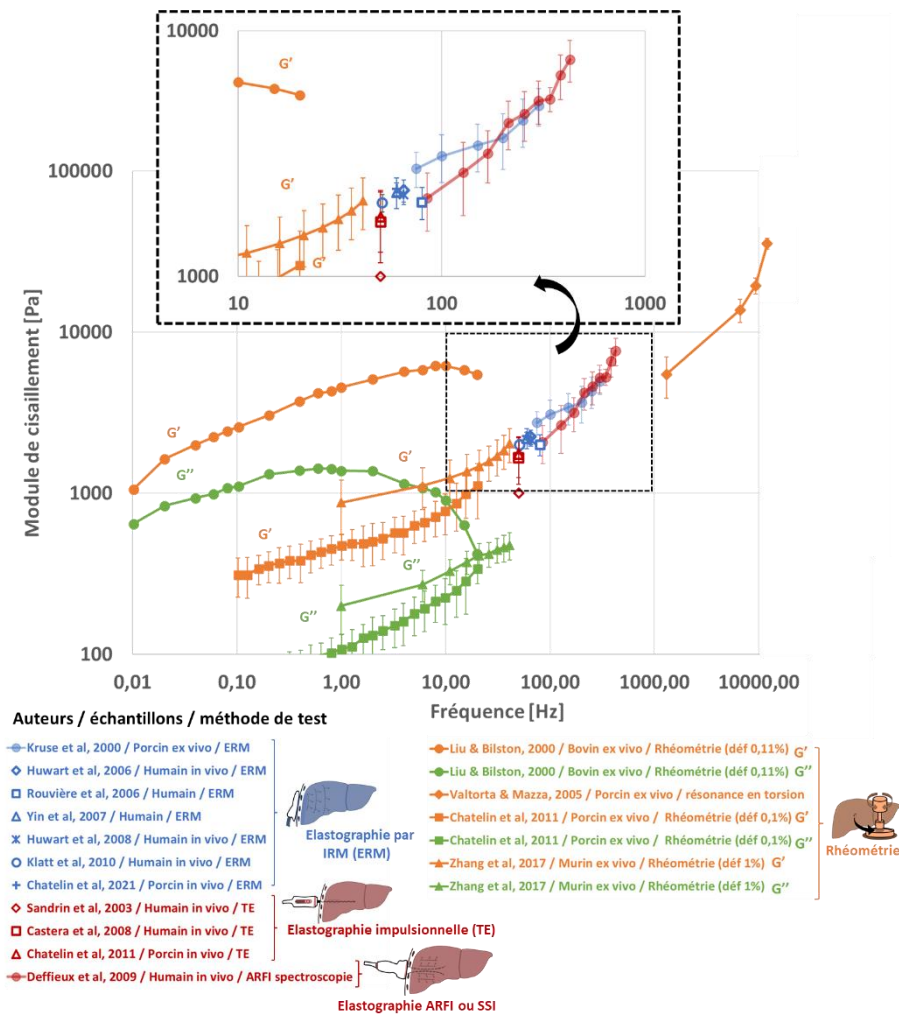 10000
G'
G'
G'
1000
10
100
1000
100000
10000
1000
100
Module de cisaillement [Pa]
G'
G''
G'
G'
G''
G''
0,01
0,10
1,00
10,00
100,00
1000,00
10000,00
Fréquence [Hz]
Auteurs / échantillons / méthode de test
Kruse et al, 2000 / Porcin ex vivo / ERM
Huwart et al, 2006 / Humain in vivo / ERM
Rouvière et al, 2006 / Humain / ERM
Yin et al, 2007 / Humain / ERM
Huwart et al, 2008 / Humain in vivo / ERM
Klatt et al, 2010 / Humain in vivo / ERM
Chatelin et al, 2021 / Porcin in vivo / ERM
Elastographie par
IRM (ERM)
Sandrin et al, 2003 / Humain in vivo / TE
Castera et al, 2008 / Humain in vivo / TE
Chatelin et al, 2011 / Porcin in vivo / TE
Elastographie impulsionnelle (TE)
Deffieux et al, 2009 / Humain in vivo / ARFI spectroscopie
Elastographie ARFI ou SSI
Liu & Bilston, 2000 / Bovin ex vivo / Rhéométrie (déf 0,11%) G'
Liu & Bilston, 2000 / Bovin ex vivo / Rhéométrie (déf 0,11%) G''
Valtorta & Mazza, 2005 / Porcin ex vivo / résonance en torsion
Chatelin et al, 2011 / Porcin ex vivo / Rhéométrie (déf 0,1%) G'
Chatelin et al, 2011 / Porcin ex vivo / Rhéométrie (déf 0,1%) G''
Zhang et al, 2017 / Murin ex vivo / Rhéométrie (déf 1%) G'
Zhang et al, 2017 / Murin ex vivo / Rhéométrie (déf 1%) G''
Rhéométrie